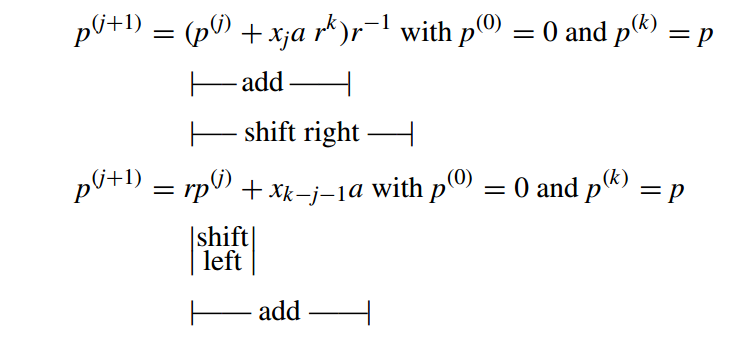 p^{(j+1)} = (p^{(j)} + x_j a r^k)r^{-1} with p^{(0)} = 0 and p^{(k)} = p
add
shift right
p^{(j+1)} = rp^{(j)} + x_{k-j-1}a with p^{(0)} = 0 and p^{(k)} = p
shift
left
add